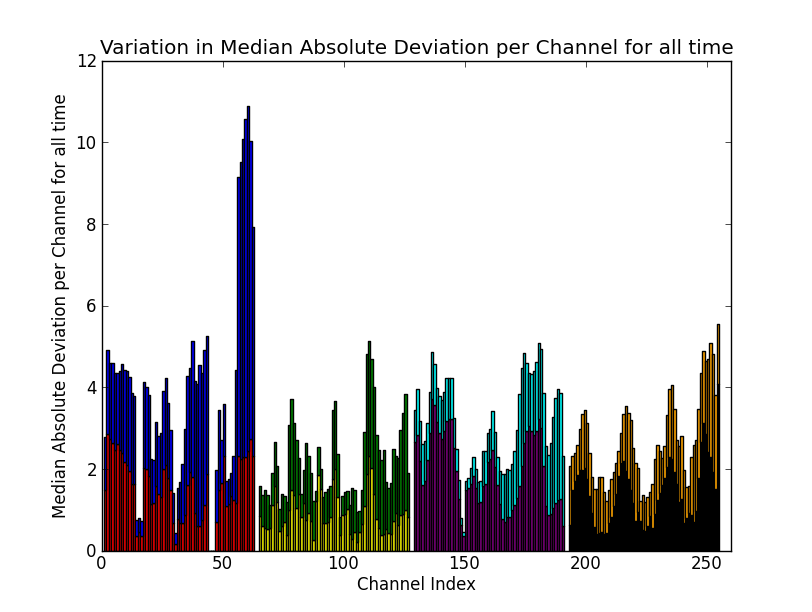 Variation in Median Absolute Deviation per Channel for all time
Median Absolute Deviation per Channel for all time
12
10
8
6
4
2
0
0 50 100 150 200 250
Channel Index